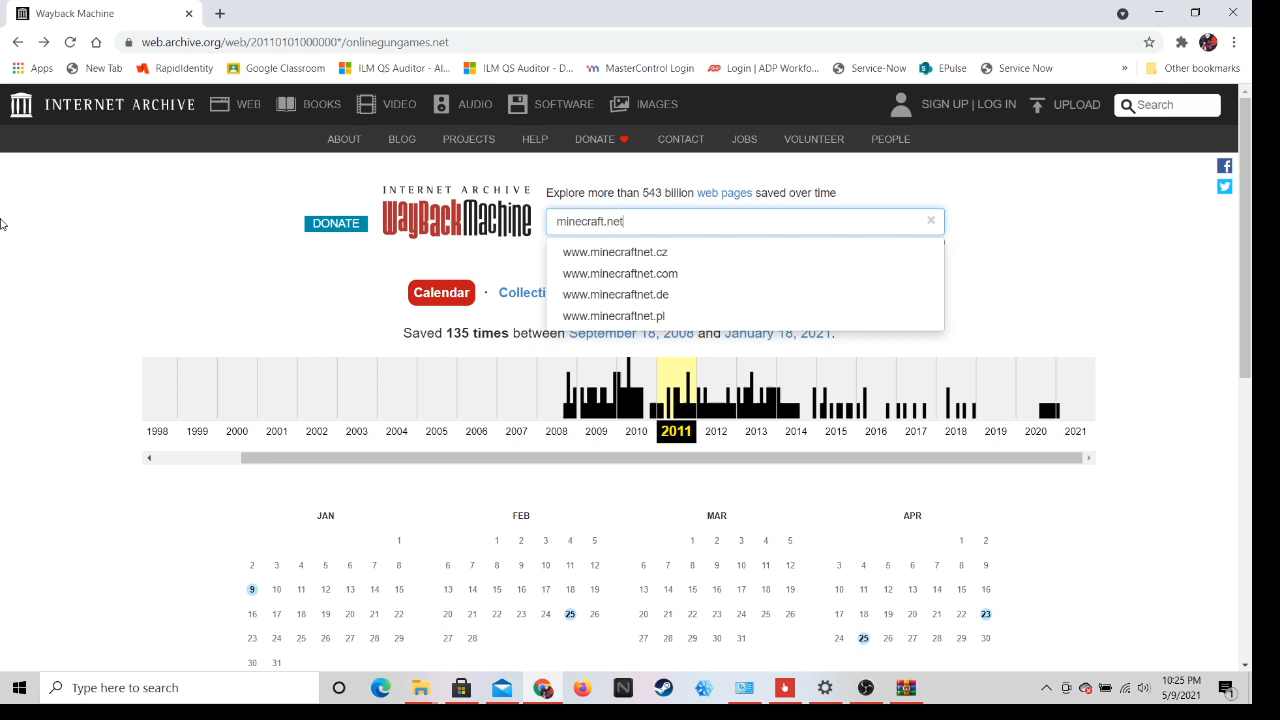 Wayback Machine
web.archive.org/web/20110101000000*/onlinegungames.net
Apps New Tab RapidIdentity Google Classroom ILM QS Auditor - Al... ILM QS Auditor - D... MasterControl Login Login | ADP Workfo... Service-Now EPulse Service Now » Other bookmarks
INTERNET ARCHIVE WEB BOOKS VIDEO AUDIO SOFTWARE IMAGES SIGN UP | LOG IN UPLOAD Search
ABOUT BLOG PROJECTS HELP DONATE CONTACT JOBS VOLUNTEER PEOPLE
INTERNET ARCHIVE Explore more than 543 billion web pages saved over time
DONATE WayBackMachine minecraft.net
www.minecraftnet.cz
www.minecraftnet.com
www.minecraftnet.de
www.minecraftnet.pl
Calendar · Collecti
Saved 135 times between September 18, 2008 and January 18, 2021.
1998 1999 2000 2001 2002 2003 2004 2005 2006 2007 2008 2009 2010 2011 2012 2013 2014 2015 2016 2017 2018 2019 2020 2021
JAN FEB MAR APR
1 1 2 3 4 5 1 2 3 4 5 1 2
2 3 4 5 6 7 8 6 7 8 9 10 11 12 6 7 8 9 10 11 12 3 4 5 6 7 8 9
9 10 11 12 13 14 15 13 14 15 16 17 18 19 13 14 15 16 17 18 19 10 11 12 13 14 15 16
16 17 18 19 20 21 22 20 21 22 23 24 25 26 20 21 22 23 24 25 26 17 18 19 20 21 22 23
23 24 25 26 27 28 29 27 28 27 28 29 30 31 24 25 26 27 28 29 30
30 31
Type here to search
10:25 PM
5/9/2021
1